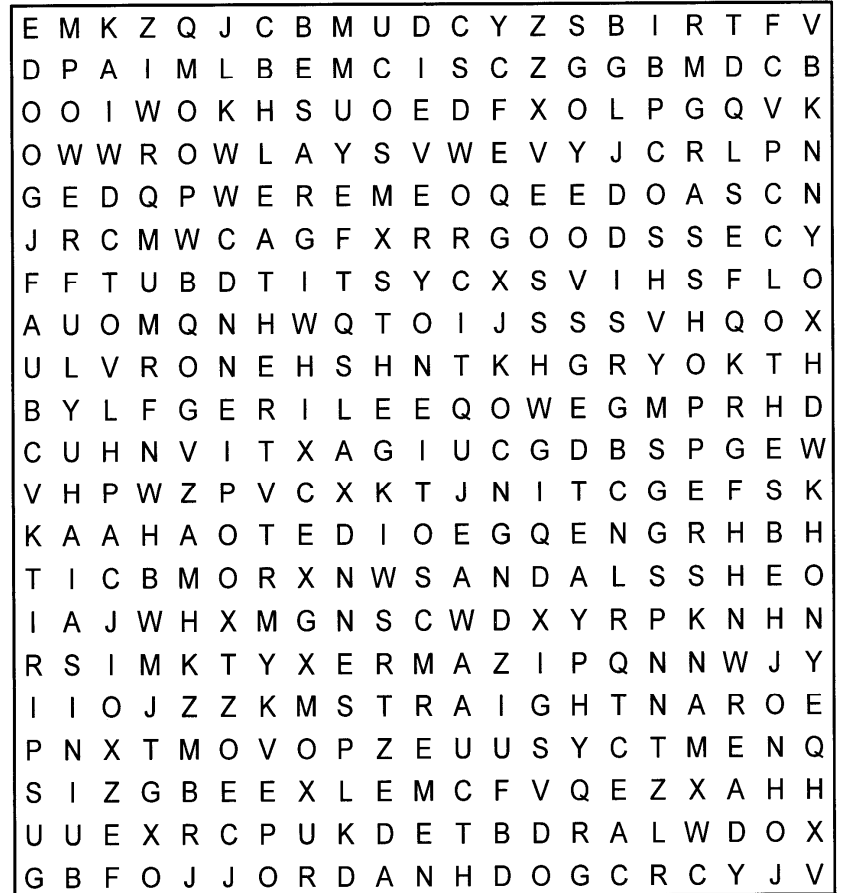 E M K Z Q J C B M U D C Y Z S B I R T F V
D P A I M L B E M C I S C Z G G B M D C B
O O I W O K H S U O E D F X O L P G Q V K
O W W R O W L A Y S V W E V Y J C R L P N
G E D Q P W E R E M E O Q E E D O A S C N
J R C M W C A G F X R R G O O D S S E C Y
F F T U B D T I T S Y C X S V I H S F L O
A U O M Q N H W Q T O I J S S S V H Q O X
U L V R O N E H S H N T K H G R Y O K T H
B Y L F G E R I L E E Q O W E G M P R H D
C U H N V I T X A G I U C G D B S P G E W
V H P W Z P V C X K T J N I T C G E F S K
K A A H A O T E D I O E G Q E N G R H B H
T I C B M O R X N W S A N D A L S S H E O
I A J W H X M G N S C W D X Y R P K N H N
R S I M K T Y X E R M A Z I P Q N N W J Y
I I O J Z Z K M S T R A I G H T N A R O E
P N X T M O V O P Z E U U S Y C T M E N Q
S I Z G B E E X L E M C F V Q E Z X A H H
U U E X R C P U K D E T B D R A L W D O X
G B F O J J O R D A N H D O G C R C Y J V